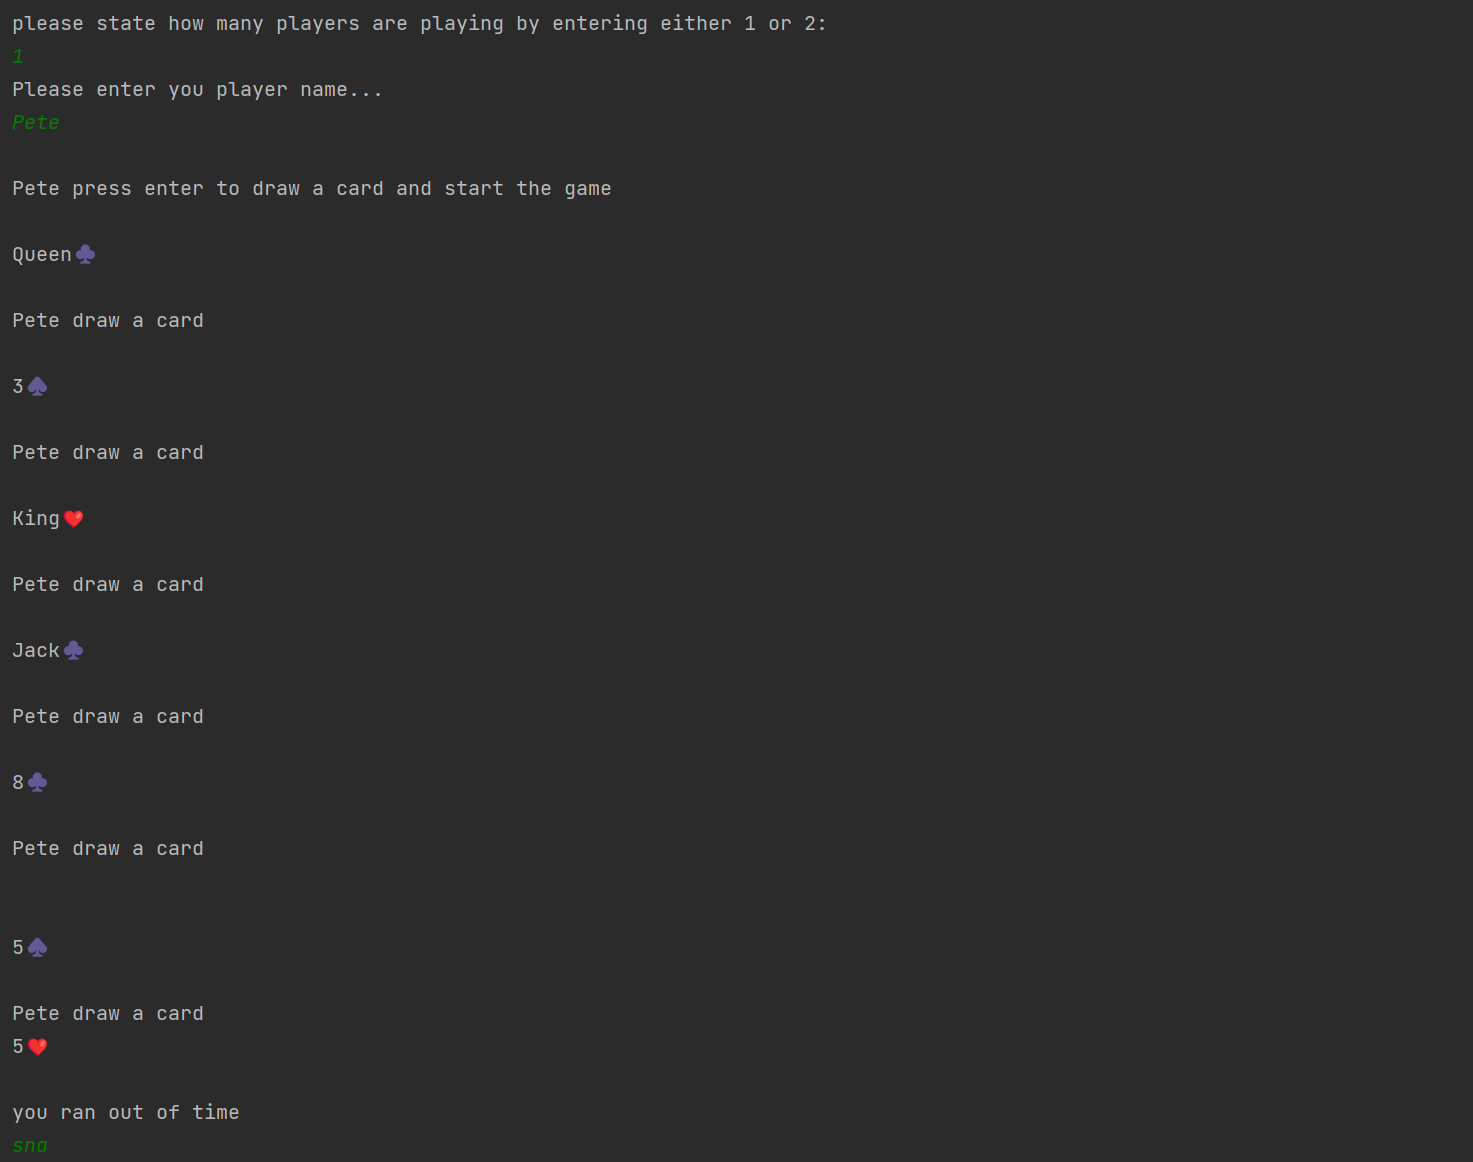 please state how many players are playing by entering either 1 or 2:
1
Please enter you player name...
Pete
Pete press enter to draw a card and start the game
Queen♣
Pete draw a card
3♠
Pete draw a card
King❤
Pete draw a card
Jack♣
Pete draw a card
8♣
Pete draw a card
5♠
Pete draw a card
5❤
you ran out of time
sna